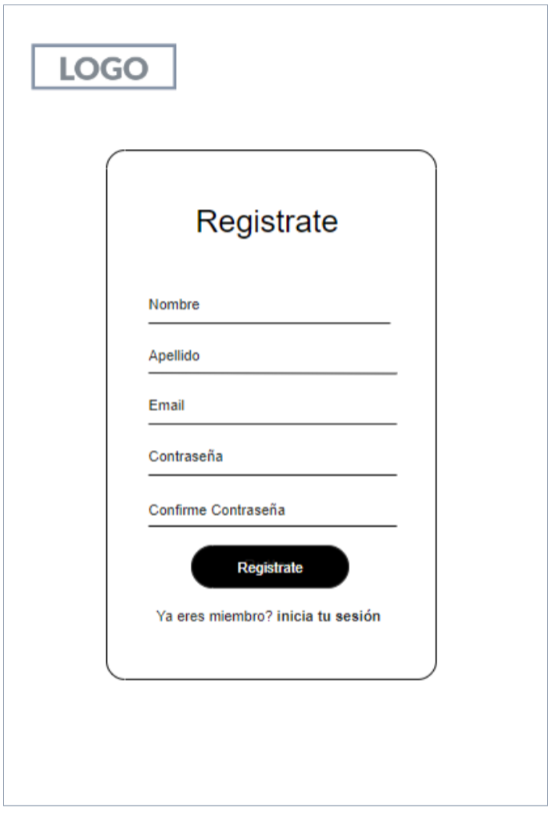 LOGO
Registrate
Nombre
Apellido
Email
Contraseña
Confirme Contraseña
Registrate
Ya eres miembro? inicia tu sesión